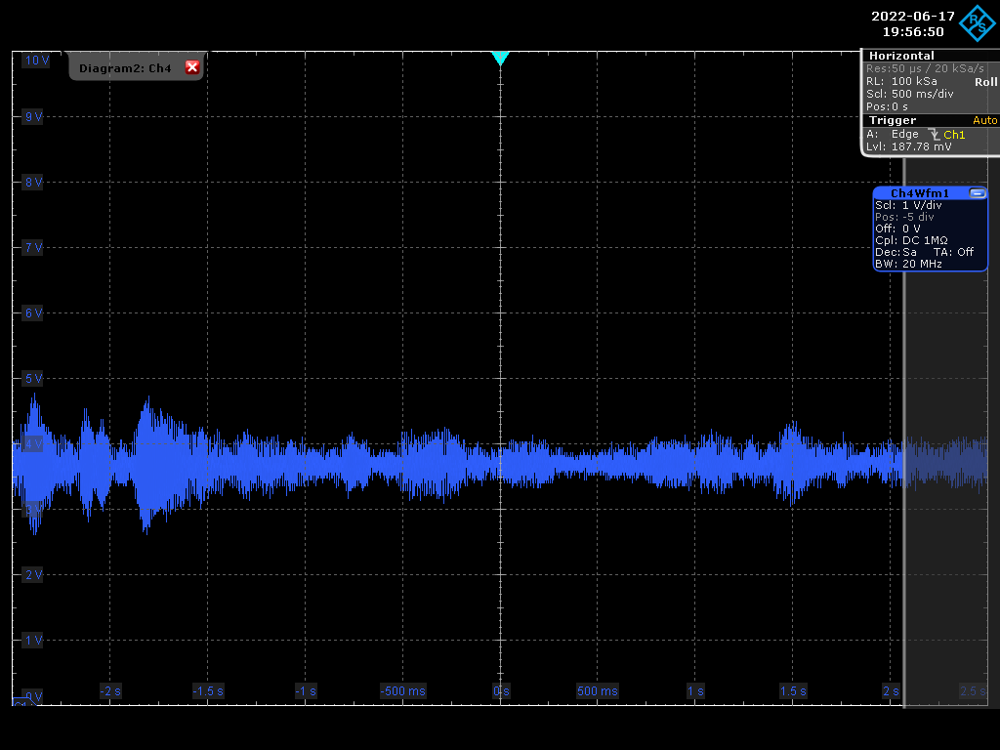 2022-06-17
19:56:50
R&S
Diagram2: Ch4
Horizontal
Res:50 µs / 20 kSa/s
RL: 100 kSa Roll
Scl: 500 ms/div
Pos:0 s
Trigger Auto
A: Edge Ch1
Lvl: 187.78 mV
Ch4Wfm1
Scl: 1 V/div
Pos: -5 div
Off: 0 V
Cpl: DC 1MΩ
Dec:Sa TA: Off
BW: 20 MHz
10 V
9 V
8 V
7 V
6 V
5 V
4 V
3 V
2 V
1 V
0 V
-2 s -1.5 s -1 s -500 ms 0 s 500 ms 1 s 1.5 s 2 s 2.5 s